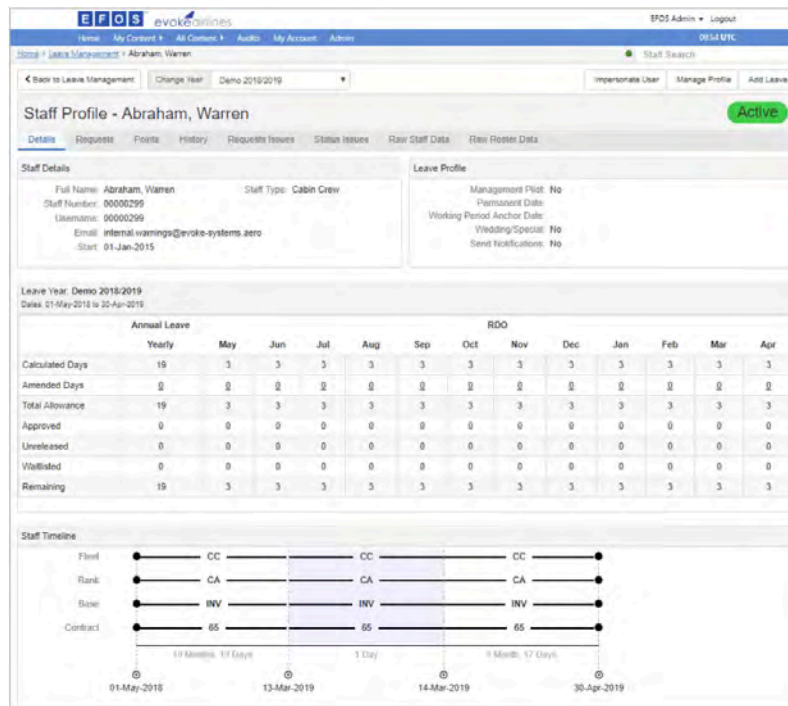 EFOS evokeairlines
EFOS Admin Logout
Home My Content All Content Audits My Account Admin
0854 UTC
Home Leave Management Abraham, Warren
Staff Search
Back to Leave Management Change Year Demo 2018/2019 Impersonate User Manage Profile Add Leave
Staff Profile - Abraham, Warren
Active
Details Requests Points History Requests Issues Status Issues Raw Staff Data Raw Roster Data
Staff Details
Full Name: Abraham, Warren Staff Type: Cabin Crew
Staff Number: 00000299
Username: 00000299
Email: internal.warnings@evoke-systems.aero
Start: 01-Jan-2015
Leave Profile
Management Pilot: No
Permanent Date:
Working Period Anchor Date:
Wedding/Special: No
Send Notifications: No
Leave Year: Demo 2018/2019
Dates: 01-May-2018 to 30-Apr-2019
Annual Leave RDO
Yearly May Jun Jul Aug Sep Oct Nov Dec Jan Feb Mar Apr
Calculated Days 19 3 3 3 3 3 3 3 3 3 3 3 3
Amended Days 0 0 0 0 0 0 0 0 0 0 0 0 0
Total Allowance 19 3 3 3 3 3 3 3 3 3 3 3 3
Approved 0 0 0 0 0 0 0 0 0 0 0 0 0
Unreleased 0 0 0 0 0 0 0 0 0 0 0 0 0
Waitlisted 0 0 0 0 0 0 0 0 0 0 0 0 0
Remaining 19 3 3 3 3 3 3 3 3 3 3 3 3
Staff Timeline
Fleet CC CC CC
Rank CA CA CA
Base INV INV INV
Contract 65 65 65
Months, Days 1 Day 1 Month, 17 Days
01-May-2018 13-Mar-2019 14-Mar-2019 30-Apr-2019